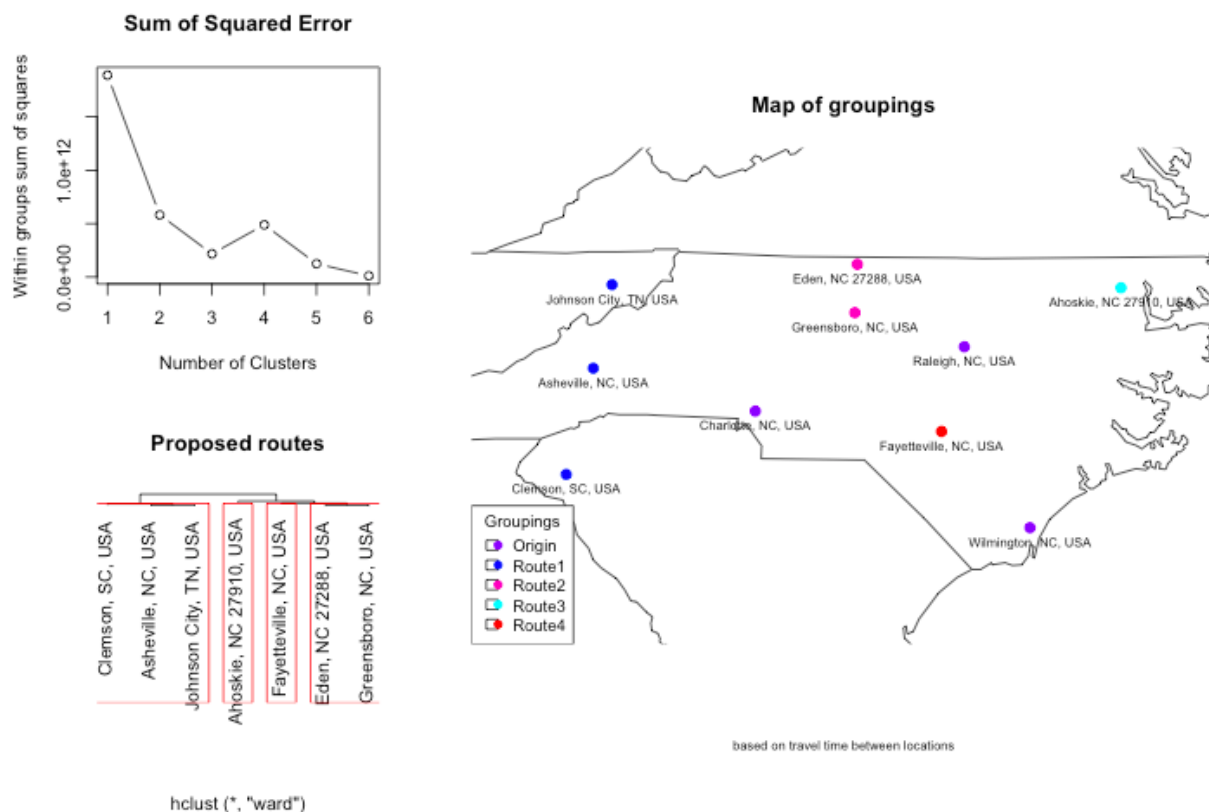 Sum of Squared Error
Within groups sum of squares
0.0e+00
1.0e+12
1 2 3 4 5 6
Number of Clusters
Proposed routes
Clemson, SC, USA
Asheville, NC, USA
Johnson City, TN, USA
Ahoskie, NC 27910, USA
Fayetteville, NC, USA
Eden, NC 27288, USA
Greensboro, NC, USA
hclust (*, "ward")
Map of groupings
Eden, NC 27288, USA
Johnson City, TN, USA
Ahoskie, NC 27910, USA
Greensboro, NC, USA
Raleigh, NC, USA
Asheville, NC, USA
Charlotte, NC, USA
Fayetteville, NC, USA
Clemson, SC, USA
Wilmington, NC, USA
Groupings
Origin
Route1
Route2
Route3
Route4
based on travel time between locations